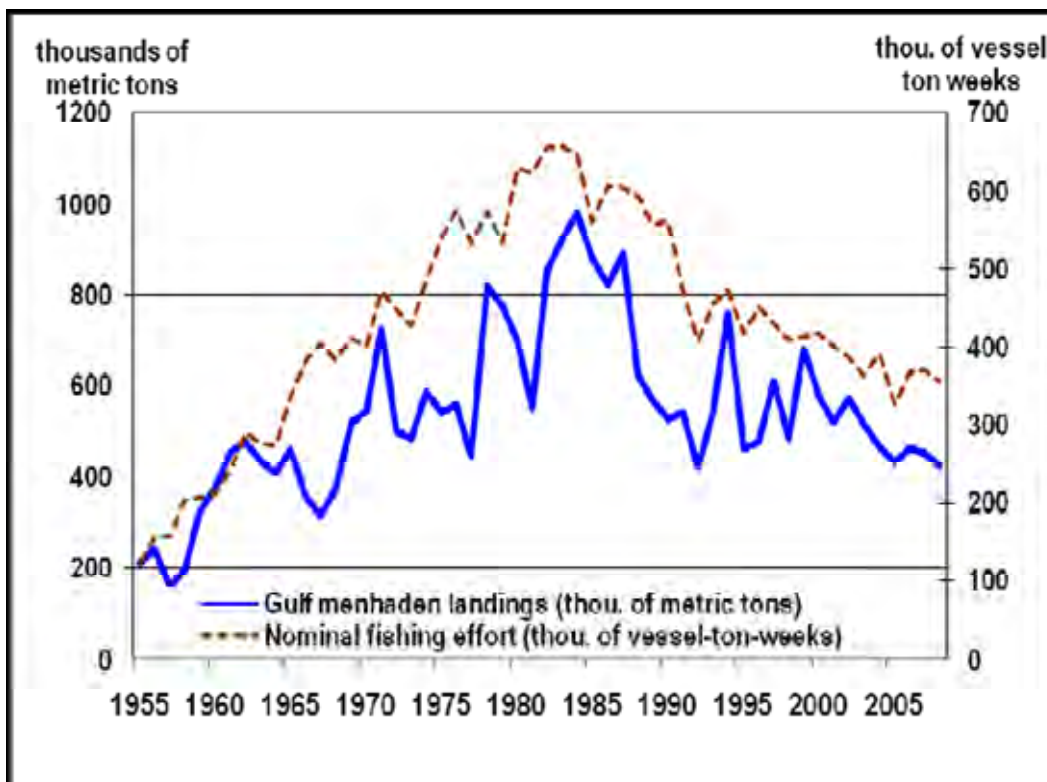 thousands of
metric tons
thou. of vessel
ton weeks
1200
1000
800
600
400
200
0
700
600
500
400
300
200
100
0
Gulf menhaden landings (thou. of metric tons)
Nominal fishing effort (thou. of vessel-ton-weeks)
1955 1960 1965 1970 1975 1980 1985 1990 1995 2000 2005